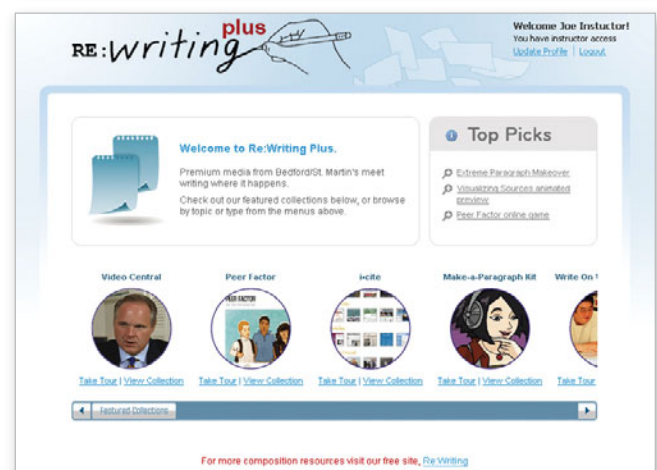 RE:writing plus
Welcome Joe Instuctor!
You have instructor access
Update Profile | Logout
Welcome to Re:Writing Plus.
Premium media from Bedford/St. Martin's meet
writing where it happens.
Check out our featured collections below, or browse
by topic or type from the menus above.
Top Picks
Extreme Paragraph Makeover
Visualizing Sources animated
preview
Peer Factor online game
Video Central
Peer Factor
i•cite
Make-a-Paragraph Kit
Write On
PEER FACTOR
Take Tour | View Collection
Take Tour | View Collection
Take Tour | View Collection
Take Tour | View Collection
Take Tour
Featured Collections
For more composition resources visit our free site, Re:Writing